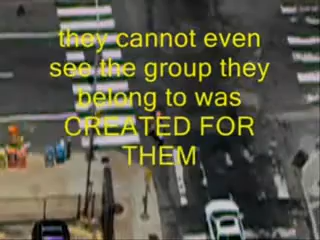 they cannot even
see the group they
belong to was
CREATED FOR
THEM